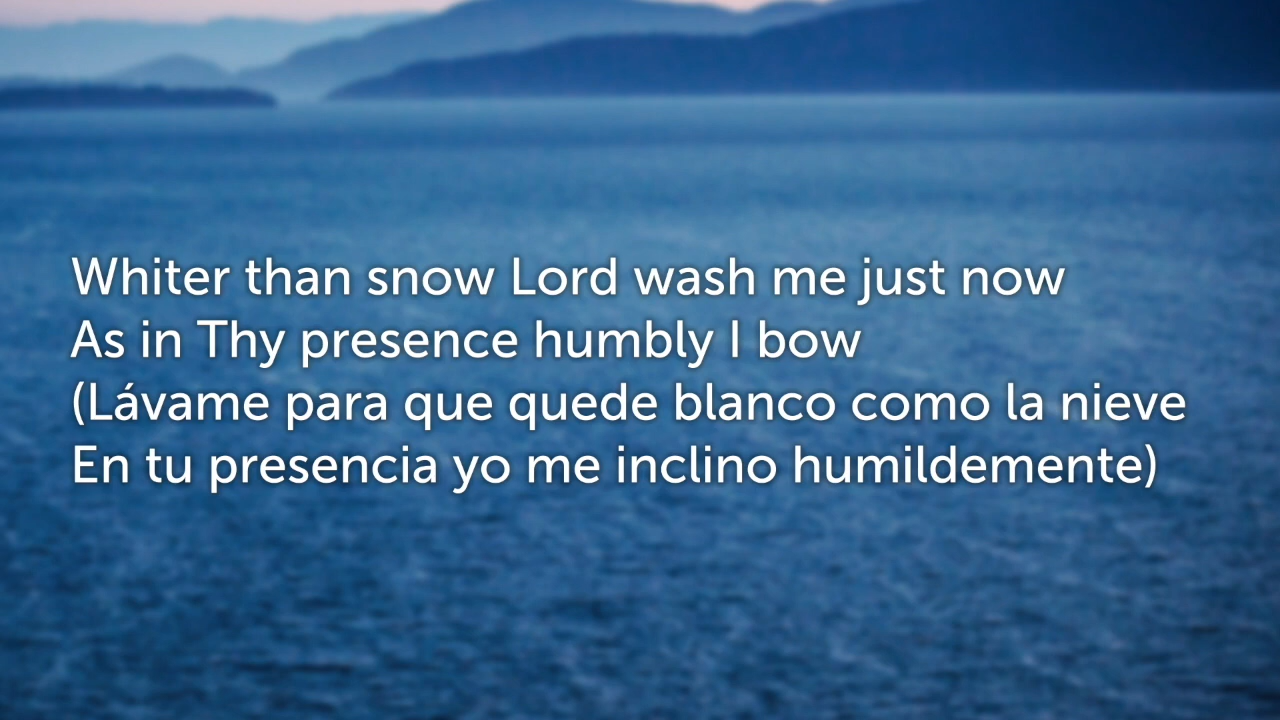 Whiter than snow Lord wash me just now
As in Thy presence humbly I bow
(Lávame para que quede blanco como la nieve
En tu presencia yo me inclino humildemente)